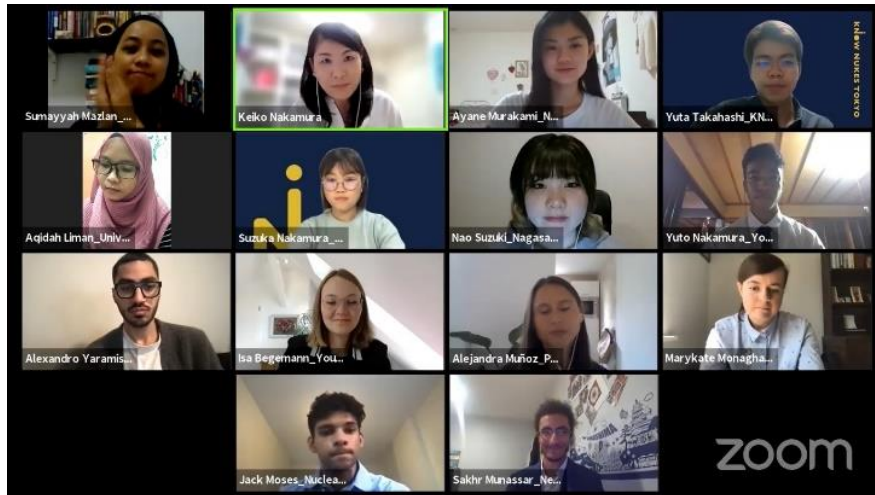 Sumayyah Mazlan_...
Keiko Nakamura
Ayane Murakami_N...
Yuta Takahashi_KN...
KNOW NUKES TOKYO
Aqidah Liman_Univ...
Suzuka Nakamura_...
Nao Suzuki_Nagasa...
Yuto Nakamura_Yo...
Alexandro Yaramis...
Isa Begemann_You...
Alejandra Muñoz_P...
Marykate Monagha...
Jack Moses_Nuclea...
Sakhr Munassar_Ne...
zoom